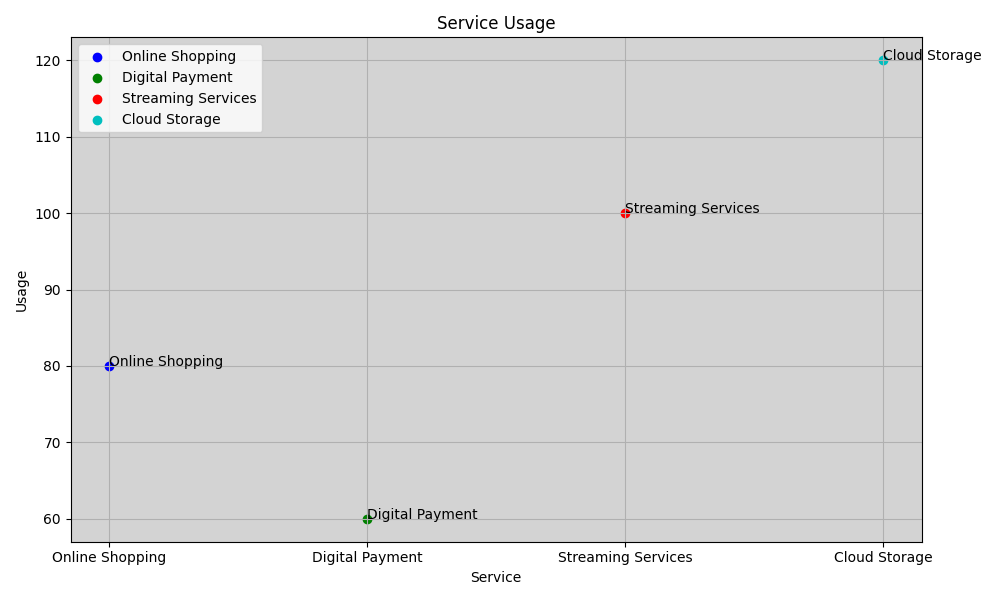 Service Usage
Online Shopping
Digital Payment
Streaming Services
Cloud Storage
Usage
120
110
100
90
80
70
60
Cloud Storage
Streaming Services
Online Shopping
Digital Payment
Online Shopping
Digital Payment
Streaming Services
Cloud Storage
Service